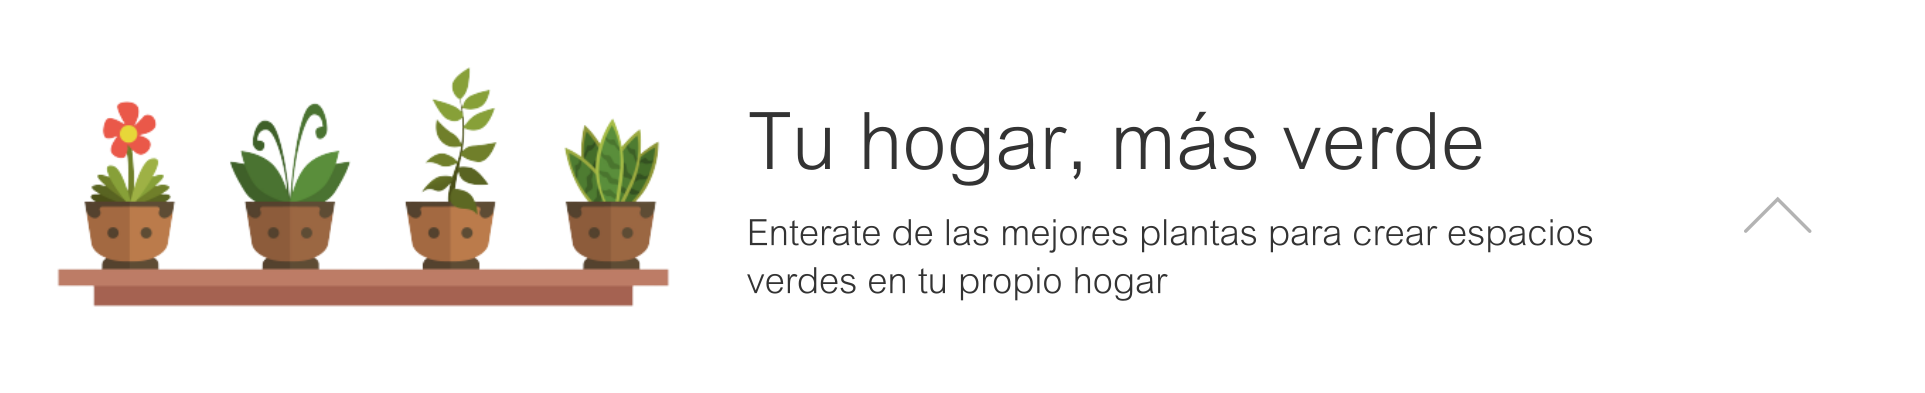 Tu hogar, más verde
Enterate de las mejores plantas para crear espacios
verdes en tu propio hogar